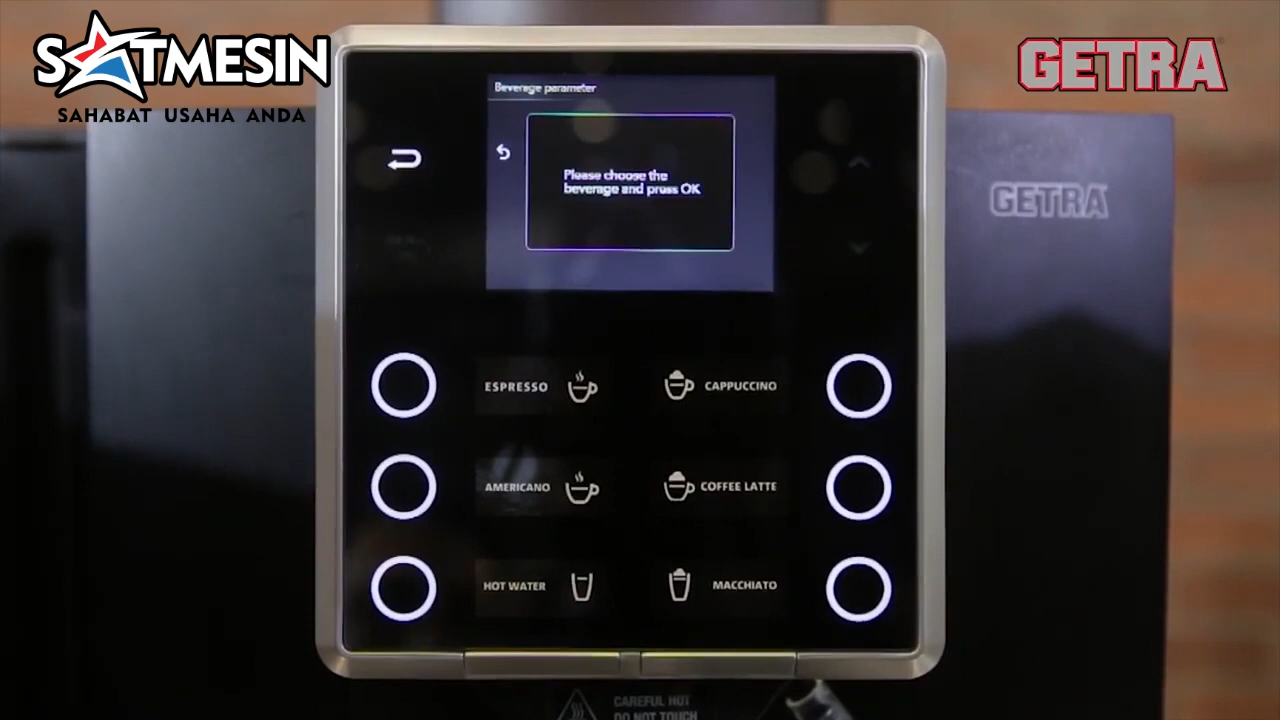 SATMESIN
SAHABAT USAHA ANDA
GETRA
Beverage parameter
Please choose the
beverage and press OK
GETRA
ESPRESSO
CAPPUCCINO
AMERICANO
COFFEE LATTE
HOT WATER
MACCHIATO
CAREFUL HOT
DO NOT TOUCH